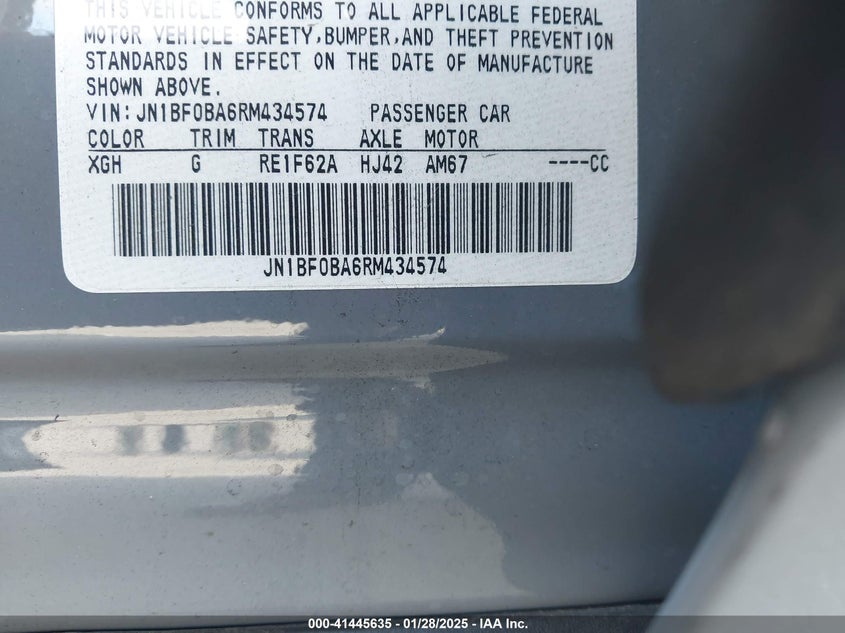 THIS VEHICLE CONFORMS TO ALL APPLICABLE FEDERAL
MOTOR VEHICLE SAFETY,BUMPER,AND THEFT PREVENTION
STANDARDS IN EFFECT ON THE DATE OF MANUFACTURE
SHOWN ABOVE.
VIN:JN1BF0BA6RM434574 PASSENGER CAR
COLOR TRIM TRANS AXLE MOTOR
XGH G RE1F62A HJ42 AM67 ----CC
JN1BF0BA6RM434574
000-41445635 - 01/28/2025 - IAA Inc.